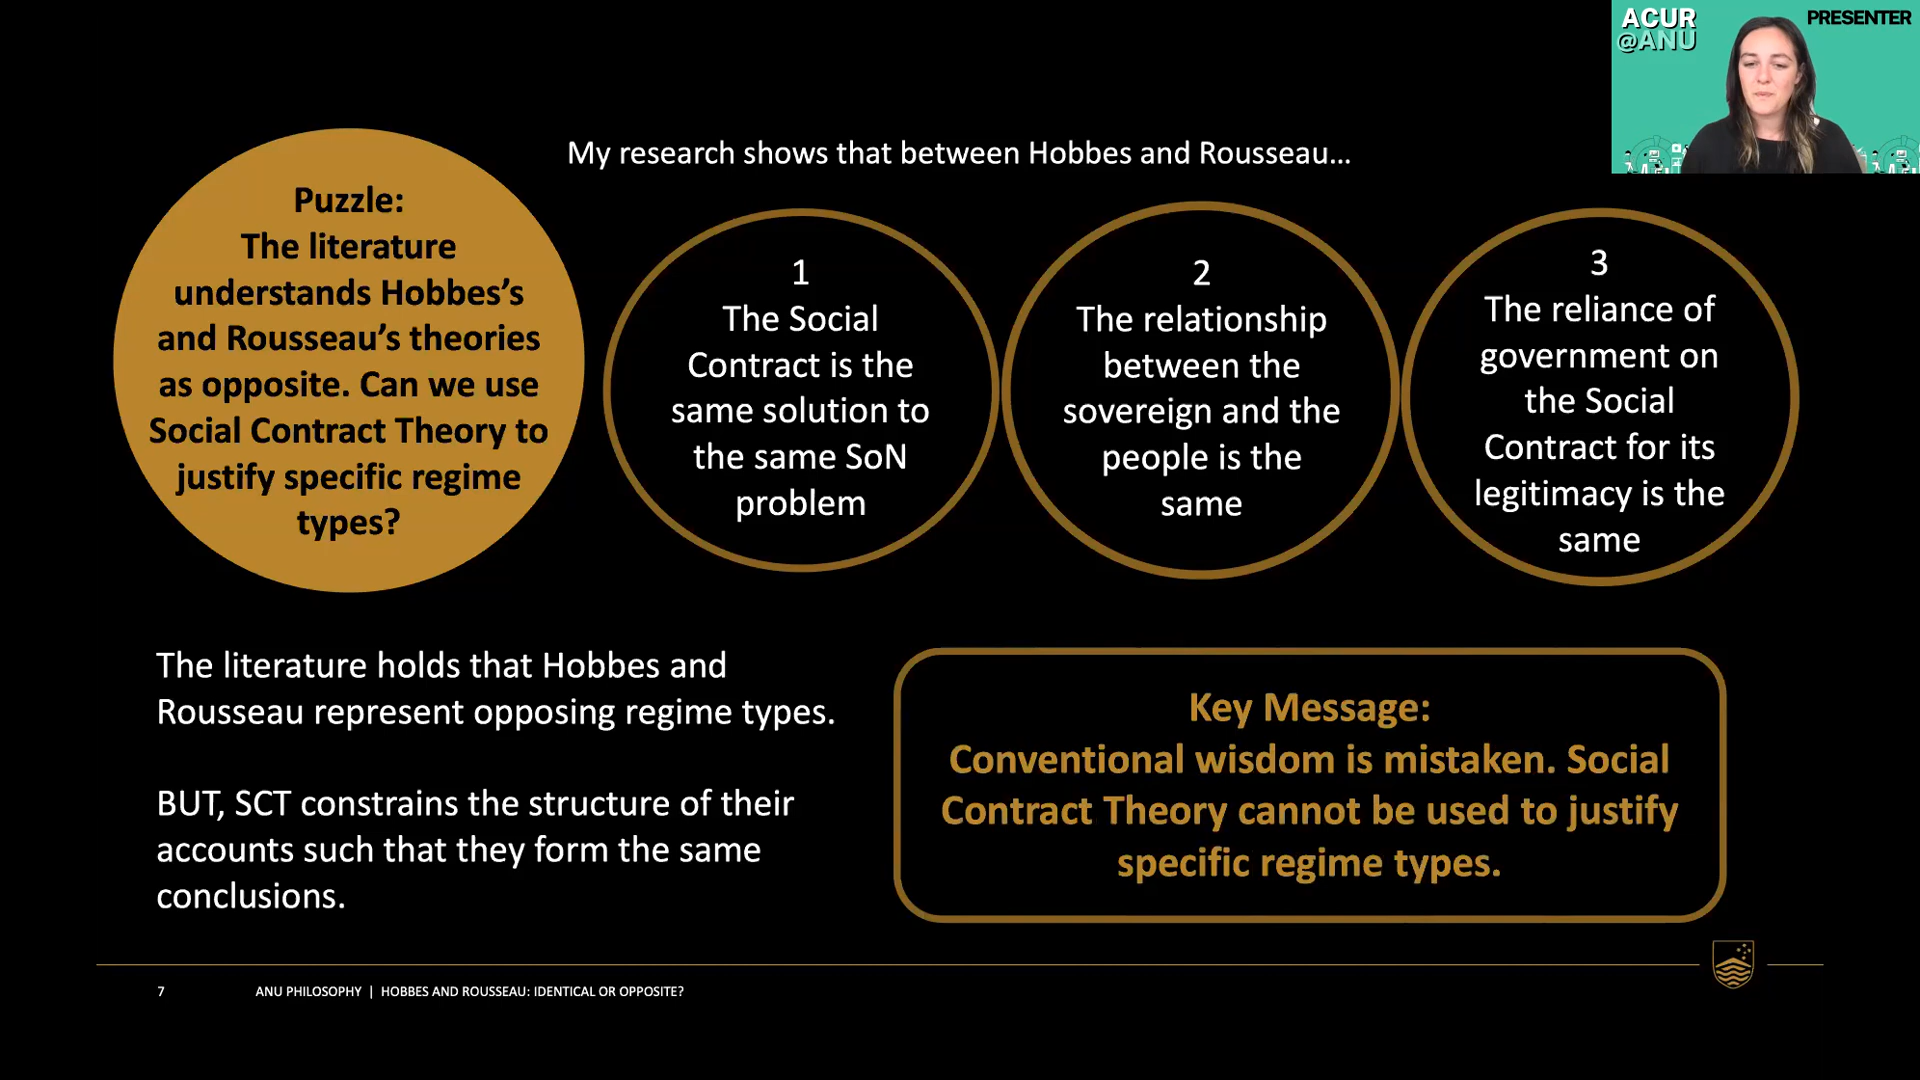 ACUR
@ANU
PRESENTER
My research shows that between Hobbes and Rousseau...
Puzzle:
The literature
understands Hobbes's
and Rousseau's theories
as opposite. Can we use
Social Contract Theory to
justify specific regime
types?
1
The Social
Contract is the
same solution to
the same SoN
problem
2
The relationship
between the
sovereign and the
people is the
same
3
The reliance of
government on
the Social
Contract for its
legitimacy is the
same
The literature holds that Hobbes and
Rousseau represent opposing regime types.
BUT, SCT constrains the structure of their
accounts such that they form the same
conclusions.
Key Message:
Conventional wisdom is mistaken. Social
Contract Theory cannot be used to justify
specific regime types.
7
ANU PHILOSOPHY | HOBBES AND ROUSSEAU: IDENTICAL OR OPPOSITE?